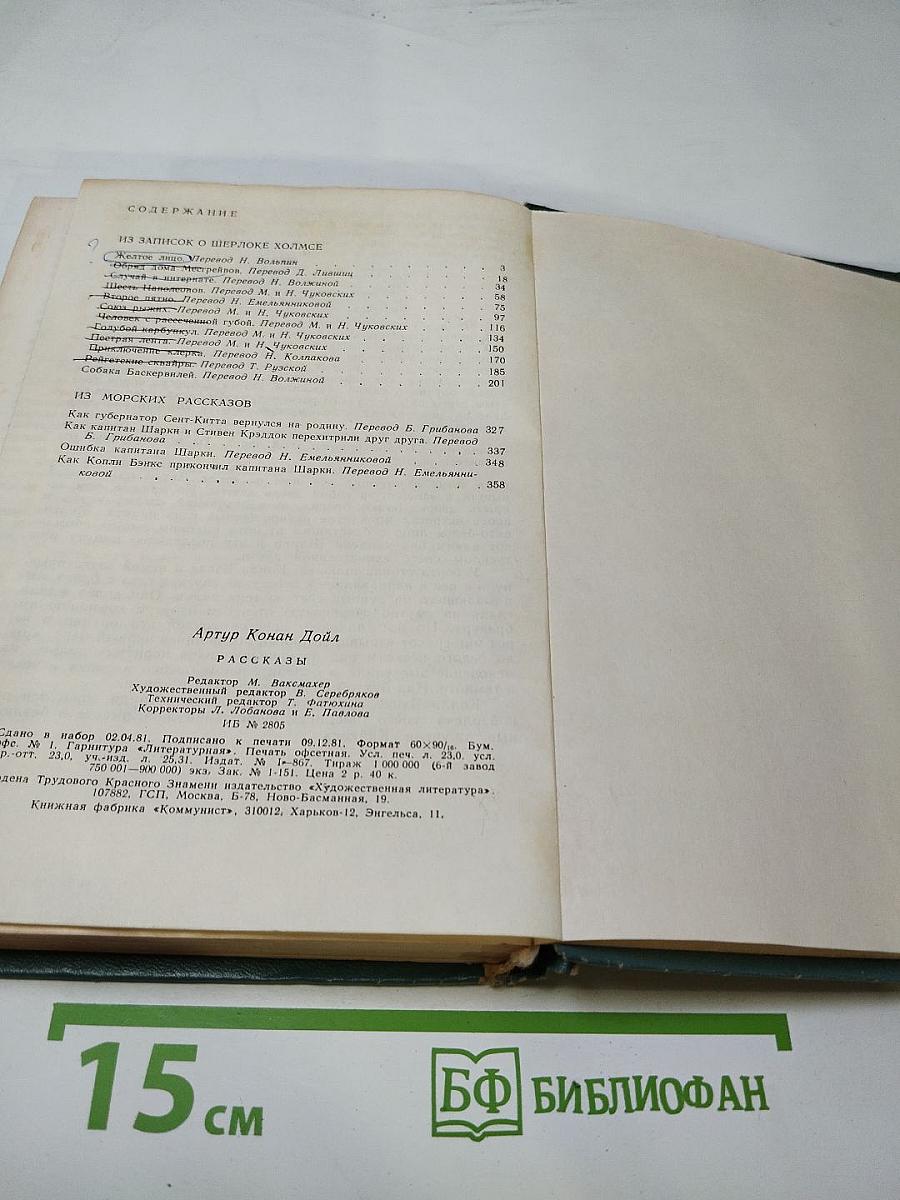 СОДЕРЖАНИЕ
ИЗ ЗАПИСОК О ШЕРЛОКЕ ХОЛМСЕ
?
Желтое лицо. Перевод Н. Вольпин 3
Обряд дома Месгрейвов. Перевод Д. Лившиц 18
Случай в интернате. Перевод Н. Волжиной 34
Шесть Наполеонов. Перевод М. и Н. Чуковских 58
Второе пятно. Перевод Н. Емельянниковой 75
Союз рыжих. Перевод М. и Н. Чуковских 97
Человек с рассеченной губой. Перевод М. и Н. Чуковских 116
Голубой карбункул. Перевод М. и Н. Чуковских 134
Пестрая лента. Перевод М. и Н. Чуковских 150
Приключение клерка. Перевод Н. Колпакова 170
Рейгетские сквайры. Перевод Т. Рузской 185
Собака Баскервилей. Перевод Н. Волжиной 201
ИЗ МОРСКИХ РАССКАЗОВ
Как губернатор Сент-Китта вернулся на родину. Перевод Б. Грибанова 327
Как капитан Шарки и Стивен Крэддок перехитрили друг друга. Перевод
Б. Грибанова 337
Ошибка капитана Шарки. Перевод Н. Емельянниковой 348
Как Копли Бэнкс прикончил капитана Шарки. Перевод Н. Емельянни-
ковой 358
Артур Конан Дойл
РАССКАЗЫ
Редактор М. Ваксмахер
Художественный редактор В. Серебряков
Технический редактор Т. Фатюхина
Корректоры Л. Лобанова и Е. Павлова
ИБ № 2805
Сдано в набор 02.04.81. Подписано к печати 09.12.81. Формат 60×90/16. Бум.
офс. № 1. Гарнитура «Литературная». Печать офсетная. Усл. печ. л. 23,0. усл.
р.-отт. 23,0, уч.-изд. л. 25,31. Издат. № I—867. Тираж 1 000 000 (6-й завод
750 001—900 000) экз. Зак. № 1-151. Цена 2 р. 40 к.
дена Трудового Красного Знамени издательство «Художественная литература».
107882, ГСП, Москва, Б-78, Ново-Басманная, 19.
Книжная фабрика «Коммунист», 310012, Харьков-12, Энгельса, 11.
15 см
БФ БИБЛИОФАН